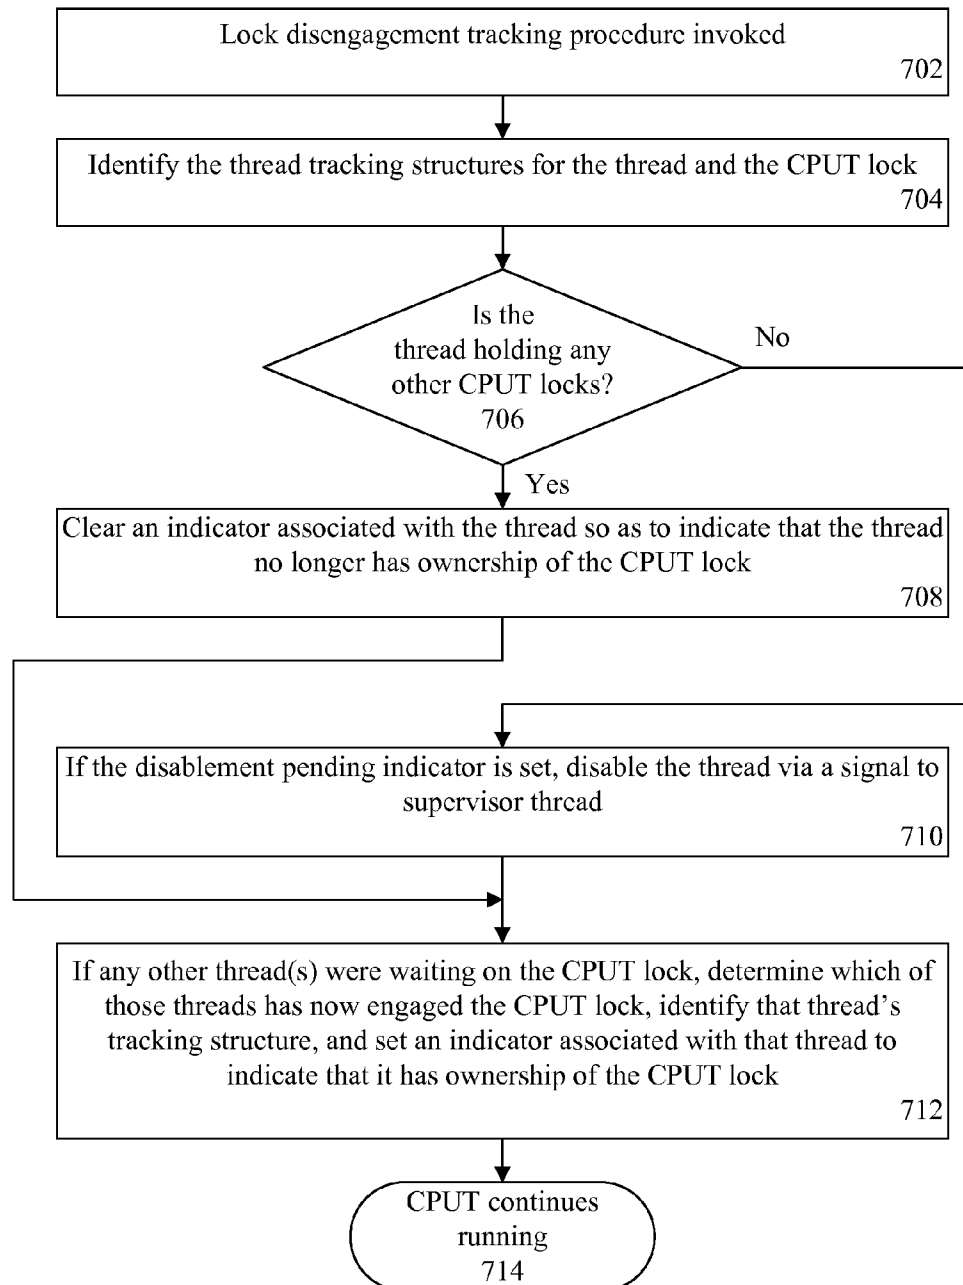 Lock disengagement tracking procedure invoked
702
Identify the thread tracking structures for the thread and the CPUT lock
704
Is the
thread holding any
other CPUT locks?
706
No
Yes
Clear an indicator associated with the thread so as to indicate that the thread
no longer has ownership of the CPUT lock
708
If the disablement pending indicator is set, disable the thread via a signal to
supervisor thread
710
If any other thread(s) were waiting on the CPUT lock, determine which of
those threads has now engaged the CPUT lock, identify that thread's
tracking structure, and set an indicator associated with that thread to
indicate that it has ownership of the CPUT lock
712
CPUT continues
running
714